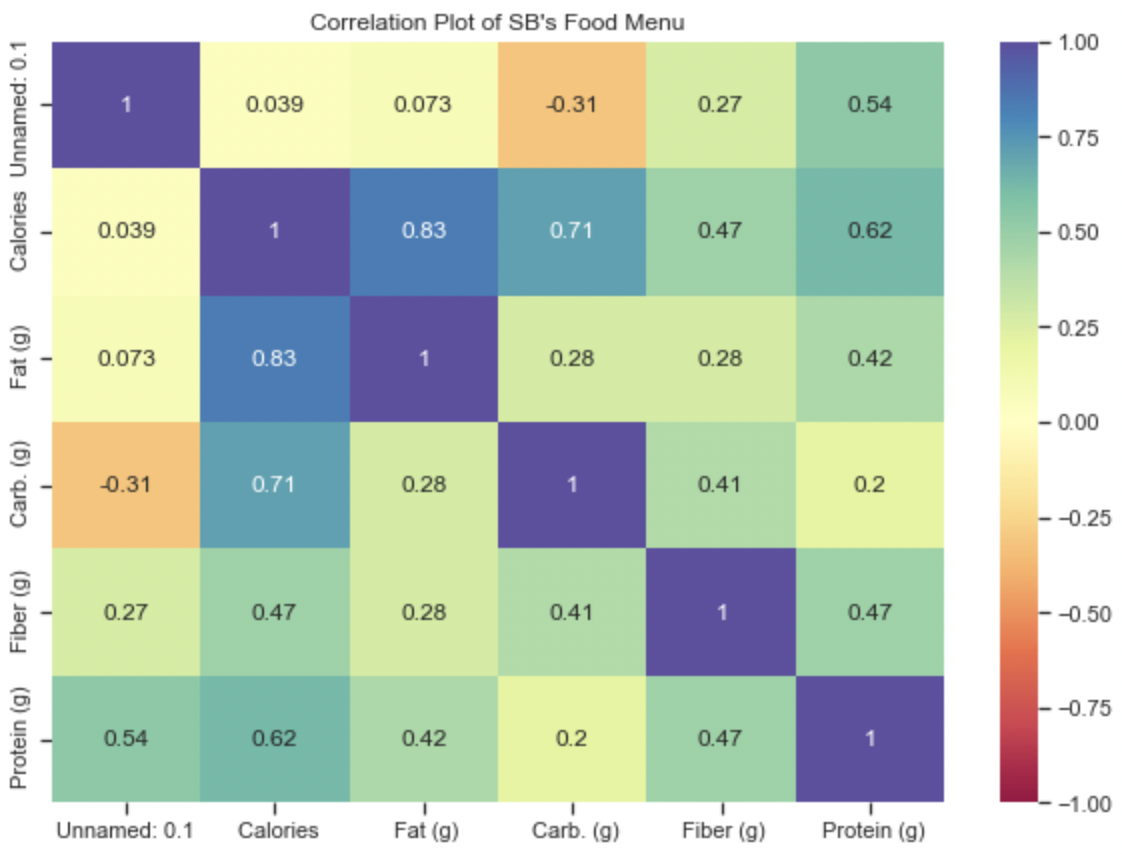 Correlation Plot of SB's Food Menu
Unnamed: 0.1 1 0.039 0.073 -0.31 0.27 0.54
Calories 0.039 1 0.83 0.71 0.47 0.62
Fat (g) 0.073 0.83 1 0.28 0.28 0.42
Carb. (g) -0.31 0.71 0.28 1 0.41 0.2
Fiber (g) 0.27 0.47 0.28 0.41 1 0.47
Protein (g) 0.54 0.62 0.42 0.2 0.47 1
Unnamed: 0.1 Calories Fat (g) Carb. (g) Fiber (g) Protein (g)
1.00
0.75
0.50
0.25
0.00
−0.25
−0.50
−0.75
−1.00